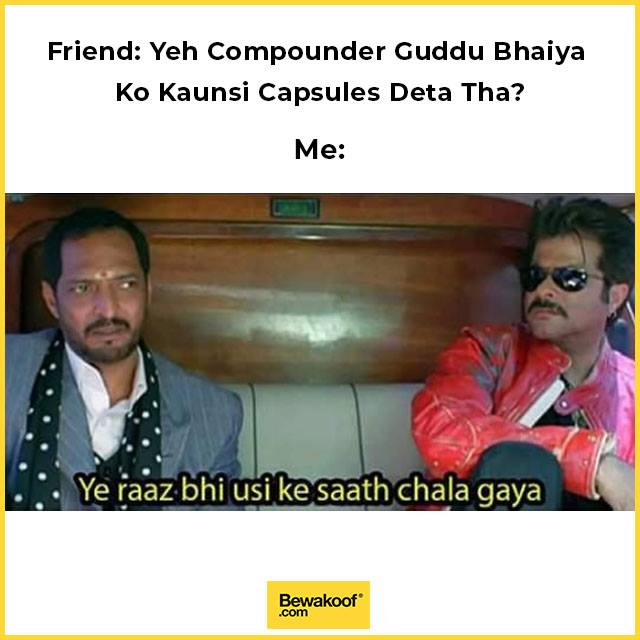 Friend: Yeh Compounder Guddu Bhaiya
Ko Kaunsi Capsules Deta Tha?
Me:
Ye raaz bhi usi ke saath chala gaya
Bewakoof®
.com